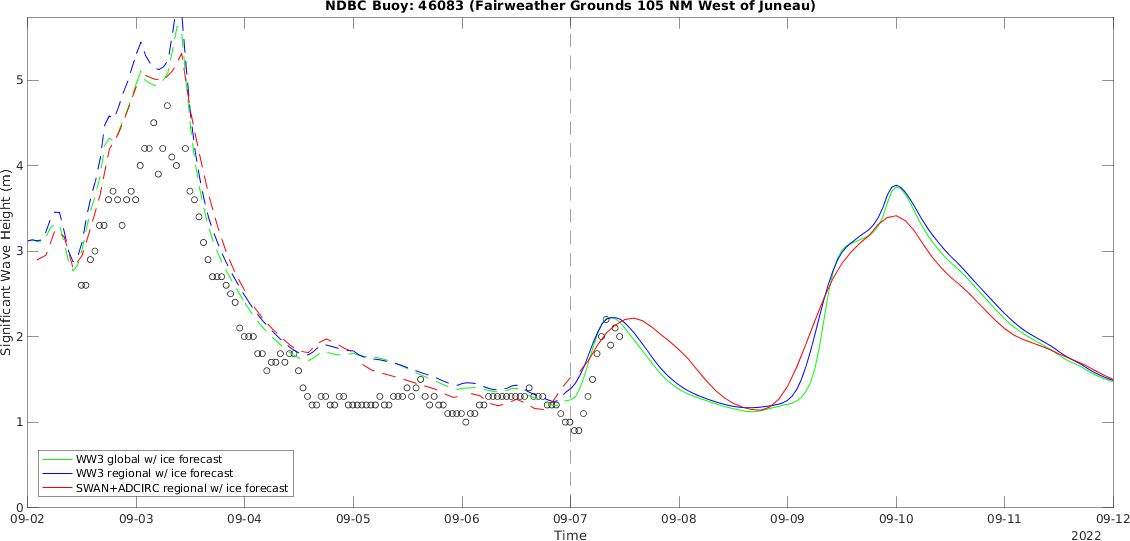 NDBC Buoy: 46083 (Fairweather Grounds 105 NM West of Juneau)
Significant Wave Height (m)
5
4
3
2
1
0
WW3 global w/ ice forecast
WW3 regional w/ ice forecast
SWAN+ADCIRC regional w/ ice forecast
09-02 09-03 09-04 09-05 09-06 09-07 09-08 09-09 09-10 09-11 09-12
Time
2022